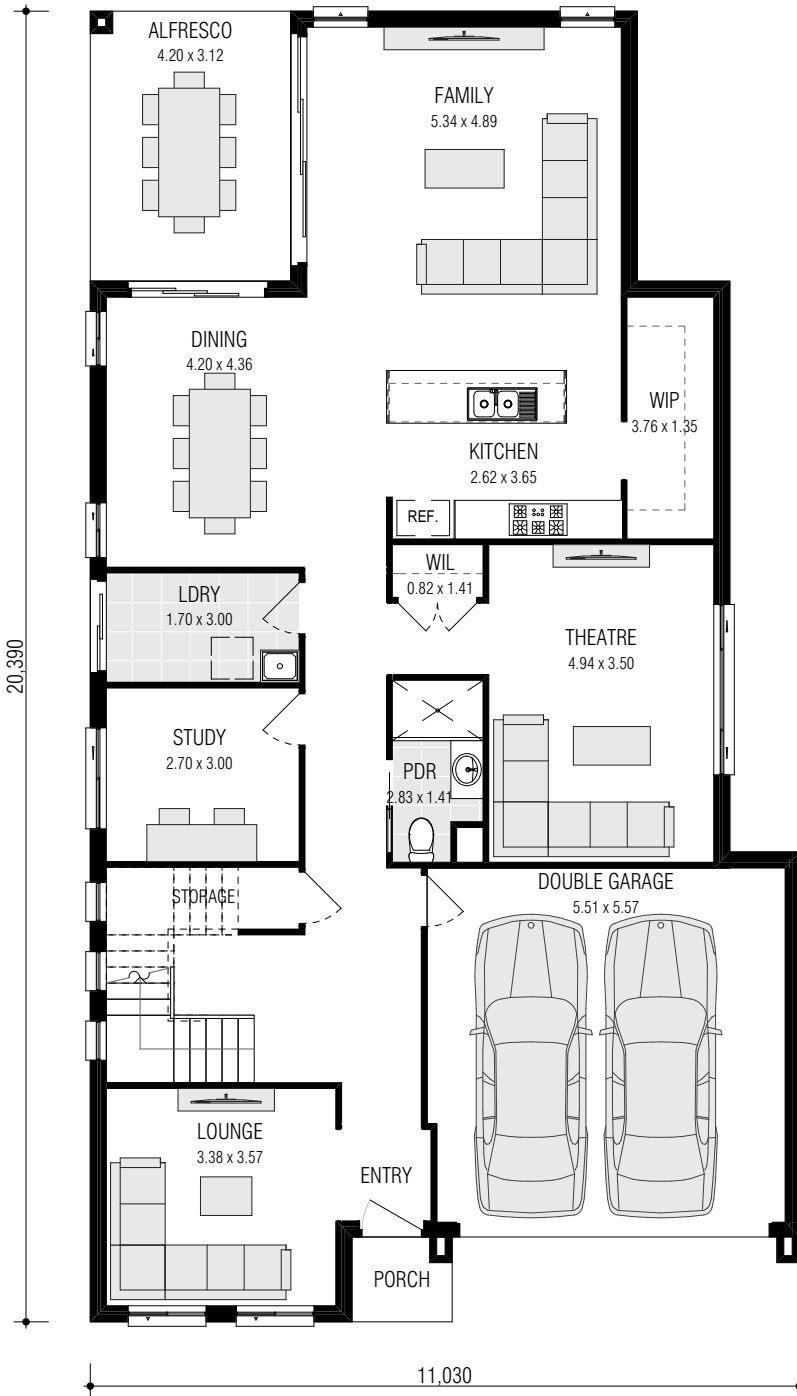 ALFRESCO
4.20 x 3.12
FAMILY
5.34 x 4.89
DINING
4.20 x 4.36
WIP
3.76 x 1.35
KITCHEN
2.62 x 3.65
REF.
WIL
0.82 x 1.41
LDRY
1.70 x 3.00
THEATRE
4.94 x 3.50
20,390
STUDY
2.70 x 3.00
PDR
2.83 x 1.41
STORAGE
DOUBLE GARAGE
5.51 x 5.57
LOUNGE
3.38 x 3.57
ENTRY
PORCH
11,030